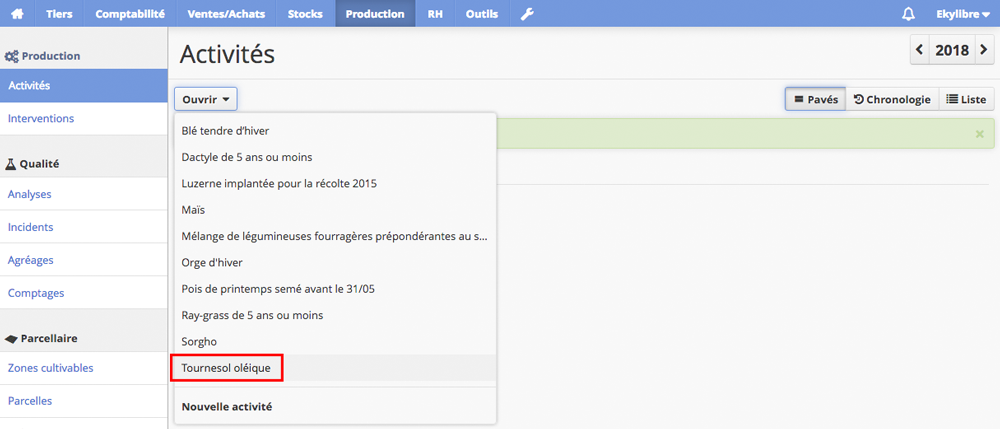 Tiers Comptabilité Ventes/Achats Stocks Production RH Outils Ekylibre
Production
Activités
Interventions
Qualité
Analyses
Incidents
Agréages
Comptages
Parcellaire
Zones cultivables
Parcelles
Activités
2018
Ouvrir
Pavés Chronologie Liste
Blé tendre d’hiver
Dactyle de 5 ans ou moins
Luzerne implantée pour la récolte 2015
Maïs
Mélange de légumineuses fourragères prépondérantes au s...
Orge d'hiver
Pois de printemps semé avant le 31/05
Ray-grass de 5 ans ou moins
Sorgho
Tournesol oléique
Nouvelle activité